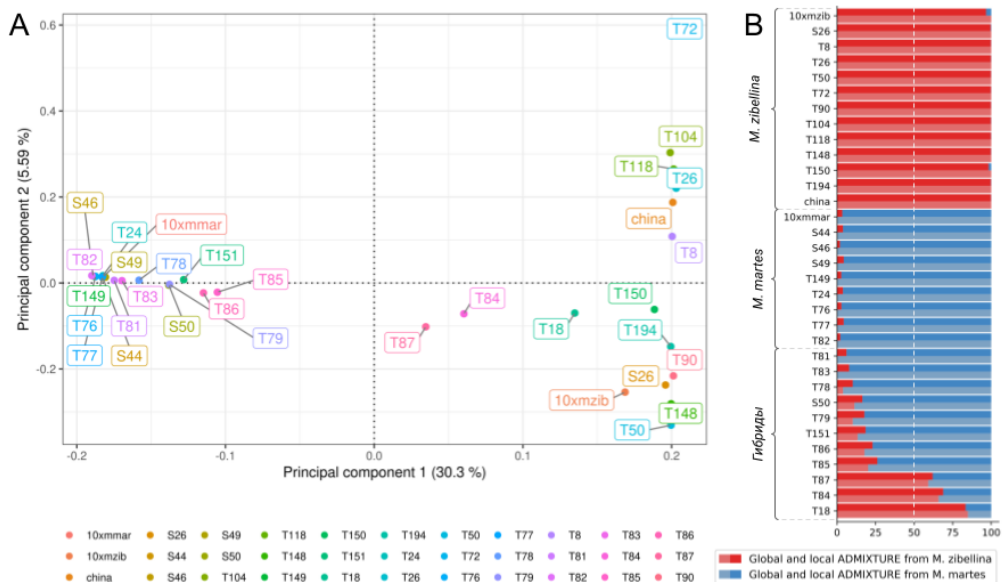 A
0.6
0.4
0.2
0.0
-0.2
Principal component 2 (5.59 %)
T72
T104
T118
T26
china
T8
S46
T24
10xmmar
T82
S49
T78
T151
T85
T149
T83
T86
T76
T81
S50
T79
T77
S44
T84
T87
T150
T18
T194
T90
S26
10xmzib
T148
T50
-0.2
-0.1
0.0
0.1
0.2
Principal component 1 (30.3 %)
10xmmar S26 S49 T118 T150 T194 T50 T77 T8 T83 T86
10xmzib S44 S50 T148 T151 T24 T72 T78 T81 T84 T87
china S46 T104 T149 T18 T26 T76 T79 T82 T85 T90
B
M. zibellina
10xmzib
S26
T8
T26
T50
T72
T90
T104
T118
T148
T150
T194
china
M. martes
10xmmar
S44
S46
S49
T149
T24
T76
T77
T82
Гибриды
T81
T83
T78
S50
T79
T151
T86
T85
T87
T84
T18
0 25 50 75 100
Global and local ADMIXTURE from M. zibellina
Global and local ADMIXTURE from M. martes